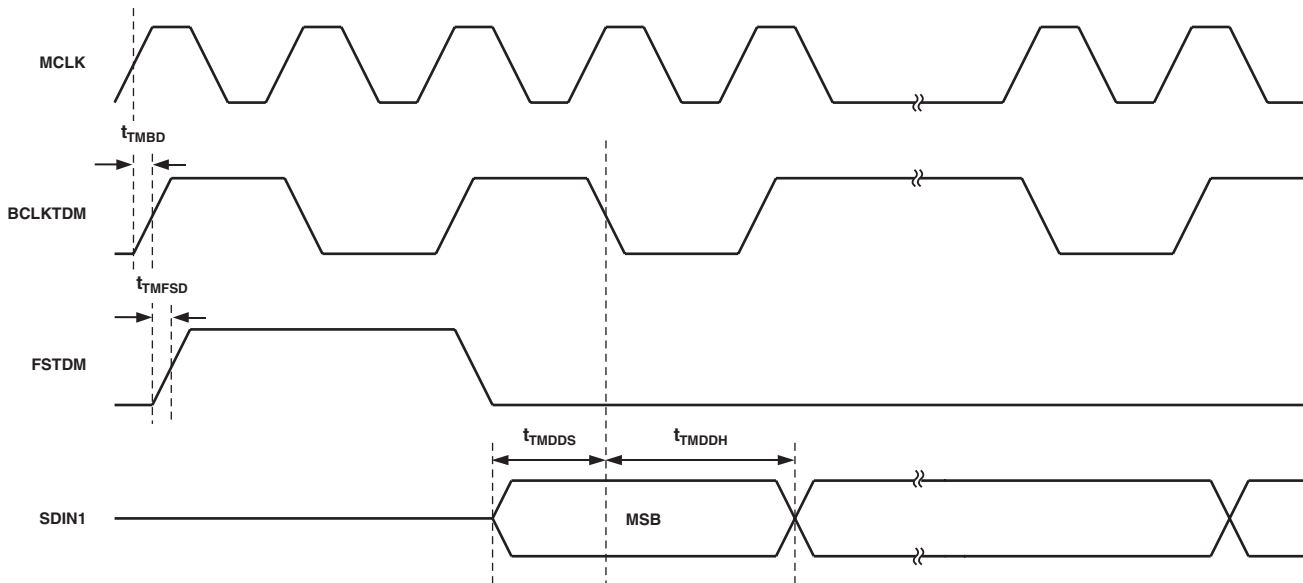 MCLK
tTMBD
BCLKTDM
tTMFSD
FSTDM
tTMDDS
tTMDDH
SDIN1
MSB